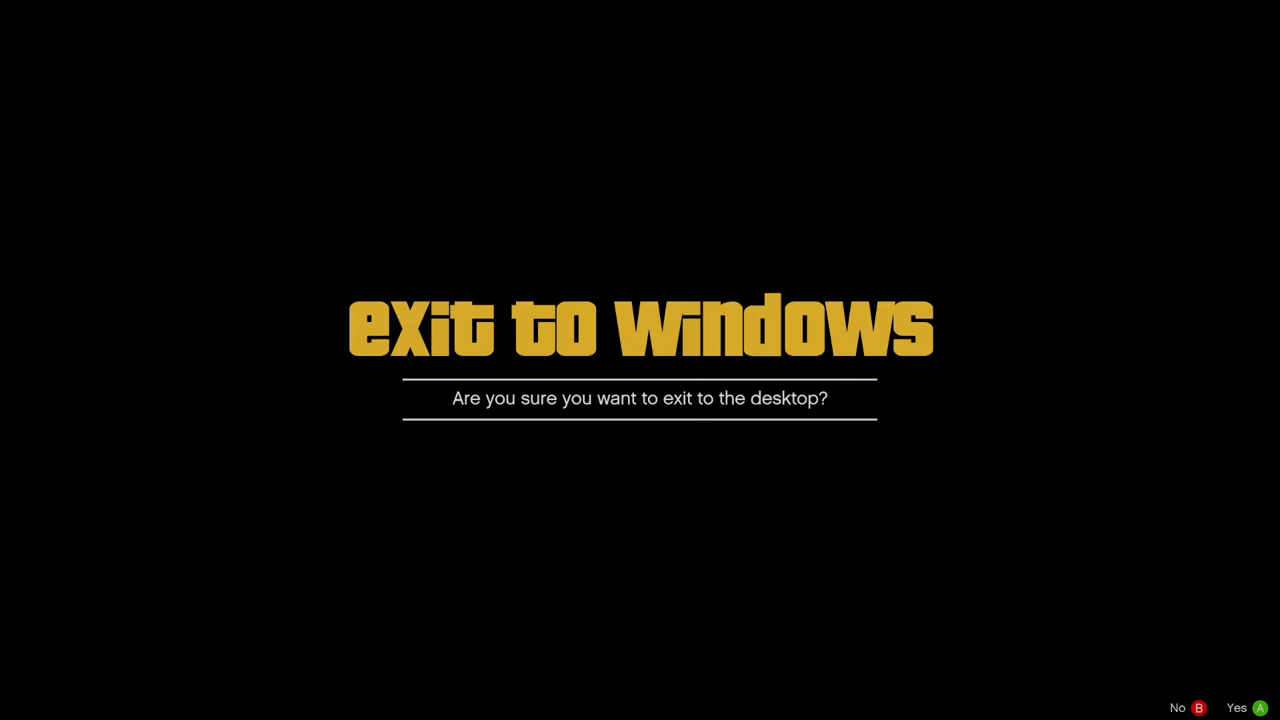 exit to windows
Are you sure you want to exit to the desktop?
No B Yes A